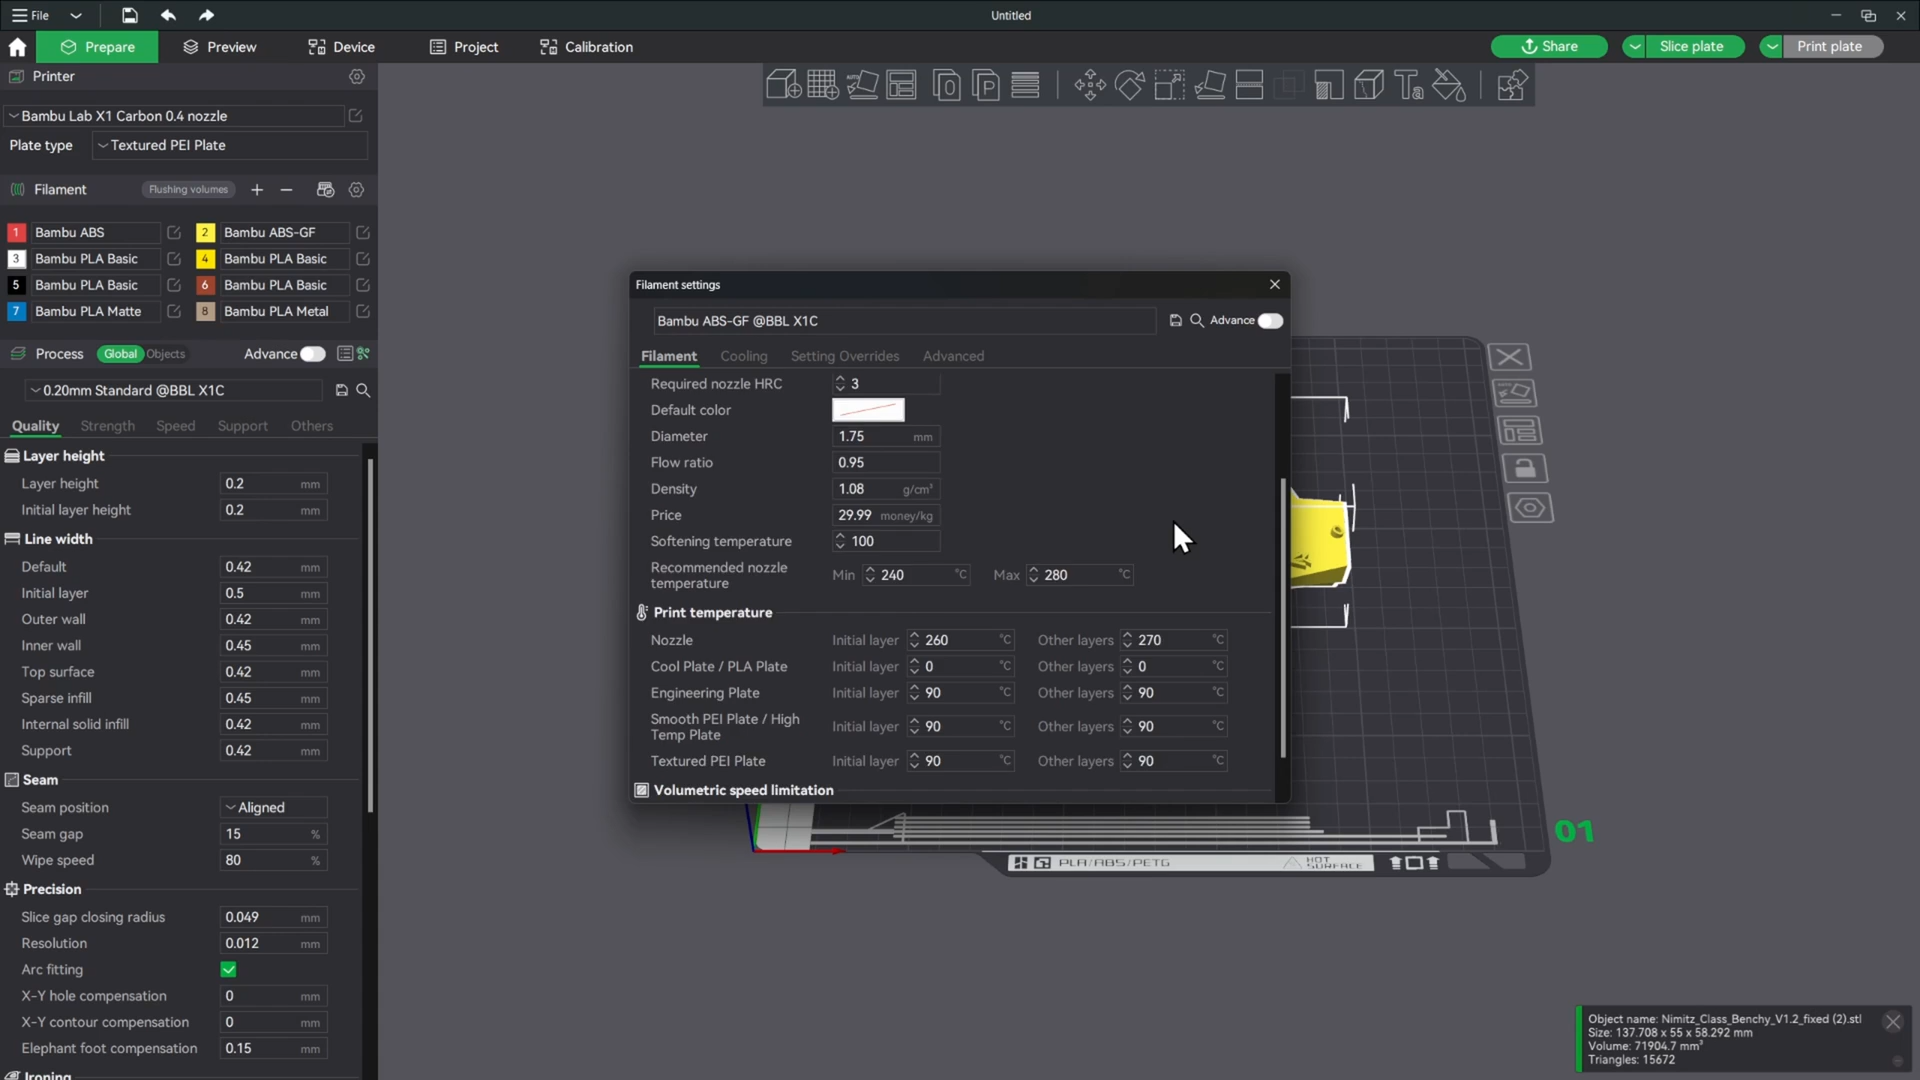 File
Untitled
Prepare
Preview
Device
Project
Calibration
Share
Slice plate
Print plate
Printer
Bambu Lab X1 Carbon 0.4 nozzle
Plate type
Textured PEI Plate
Filament
Flushing volumes
1 Bambu ABS
2 Bambu ABS-GF
3 Bambu PLA Basic
4 Bambu PLA Basic
5 Bambu PLA Basic
6 Bambu PLA Basic
7 Bambu PLA Matte
8 Bambu PLA Metal
Process
Global
Objects
Advance
0.20mm Standard @BBL X1C
Quality
Strength
Speed
Support
Others
Layer height
Layer height 0.2 mm
Initial layer height 0.2 mm
Line width
Default 0.42 mm
Initial layer 0.5 mm
Outer wall 0.42 mm
Inner wall 0.45 mm
Top surface 0.42 mm
Sparse infill 0.45 mm
Internal solid infill 0.42 mm
Support 0.42 mm
Seam
Seam position Aligned
Seam gap 15 %
Wipe speed 80 %
Precision
Slice gap closing radius 0.049 mm
Resolution 0.012 mm
Arc fitting
X-Y hole compensation 0 mm
X-Y contour compensation 0 mm
Elephant foot compensation 0.15 mm
Ironing
Filament settings
Bambu ABS-GF @BBL X1C
Advance
Filament
Cooling
Setting Overrides
Advanced
Required nozzle HRC 3
Default color
Diameter 1.75 mm
Flow ratio 0.95
Density 1.08 g/cm³
Price 29.99 money/kg
Softening temperature 100
Recommended nozzle
temperature
Min 240 °C Max 280 °C
Print temperature
Nozzle Initial layer 260 °C Other layers 270 °C
Cool Plate / PLA Plate Initial layer 0 °C Other layers 0 °C
Engineering Plate Initial layer 90 °C Other layers 90 °C
Smooth PEI Plate / High
Temp Plate
Initial layer 90 °C Other layers 90 °C
Textured PEI Plate Initial layer 90 °C Other layers 90 °C
Volumetric speed limitation
01
PLA/ABS/PETG
HOT
SURFACE
Object name: Nimitz_Class_Benchy_V1.2_fixed (2).stl
Size: 137.708 x 55 x 58.292 mm
Volume: 71904.7 mm³
Triangles: 15672